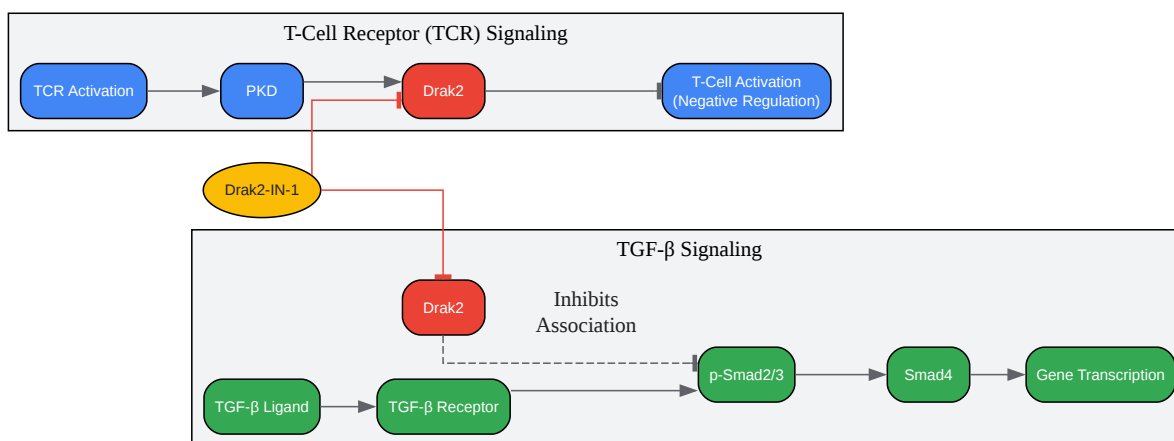 T-Cell Receptor (TCR) Signaling
TCR Activation
PKD
Drak2
T-Cell Activation
(Negative Regulation)
Drak2-IN-1
TGF-β Signaling
Drak2
Inhibits
Association
p-Smad2/3
Smad4
Gene Transcription
TGF-β Ligand
TGF-β Receptor